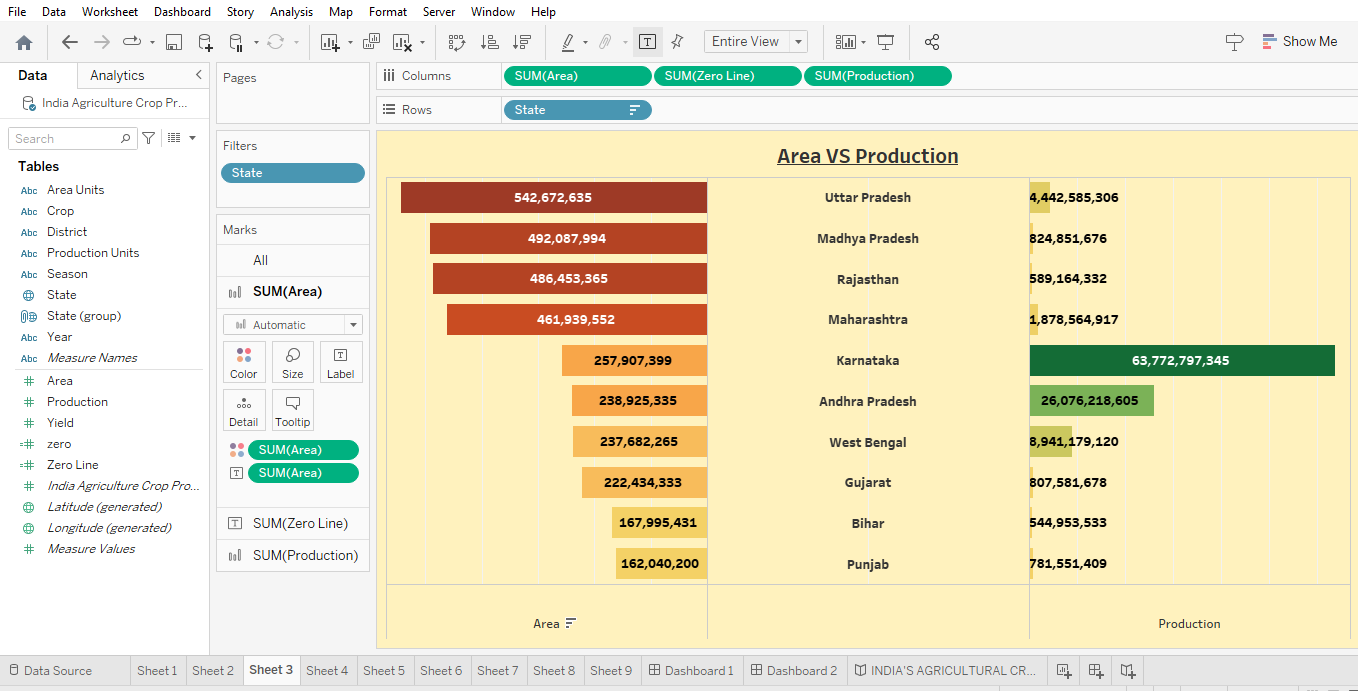 File Data Worksheet Dashboard Story Analysis Map Format Server Window Help
Entire View
Show Me
Data Analytics
India Agriculture Crop Pr...
Search
Tables
Abc Area Units
Abc Crop
Abc District
Abc Production Units
Abc Season
State
State (group)
Abc Year
Abc Measure Names
Area
Production
Yield
zero
Zero Line
India Agriculture Crop Pro...
Latitude (generated)
Longitude (generated)
Measure Values
Pages
Filters
State
Marks
All
SUM(Area)
Automatic
Color Size Label
Detail Tooltip
SUM(Area)
SUM(Area)
SUM(Zero Line)
SUM(Production)
Columns SUM(Area) SUM(Zero Line) SUM(Production)
Rows State
Area VS Production
542,672,635 Uttar Pradesh 4,442,585,306
492,087,994 Madhya Pradesh 824,851,676
486,453,365 Rajasthan 589,164,332
461,939,552 Maharashtra 1,878,564,917
257,907,399 Karnataka 63,772,797,345
238,925,335 Andhra Pradesh 26,076,218,605
237,682,265 West Bengal 8,941,179,120
222,434,333 Gujarat 807,581,678
167,995,431 Bihar 544,953,533
162,040,200 Punjab 781,551,409
Area Production
Data Source Sheet 1 Sheet 2 Sheet 3 Sheet 4 Sheet 5 Sheet 6 Sheet 7 Sheet 8 Sheet 9 Dashboard 1 Dashboard 2 INDIA'S AGRICULTURAL CR...